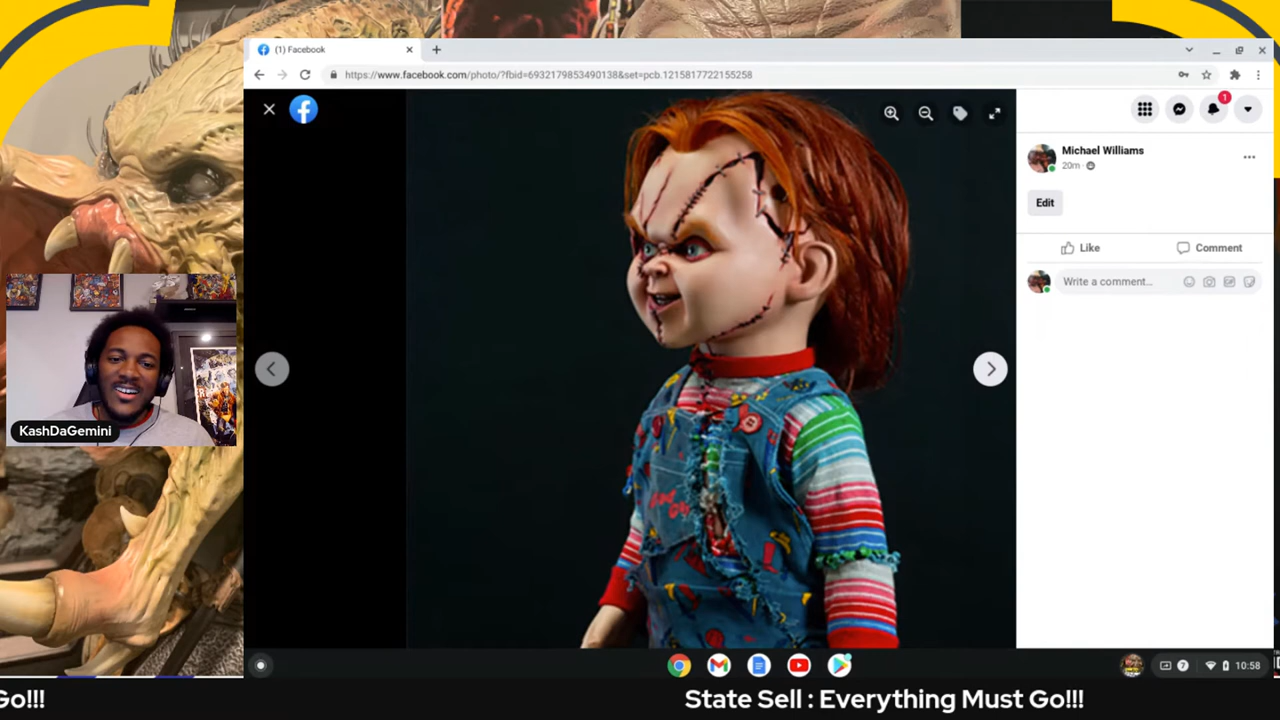 (1) Facebook
https://www.facebook.com/photo/?fbid=6932179853490138&set=pcb.1215817722155258
1
Michael Williams
20m
Edit
Like
Comment
Write a comment...
KashDaGemini
10:58
Go!!!
State Sell : Everything Must Go!!!